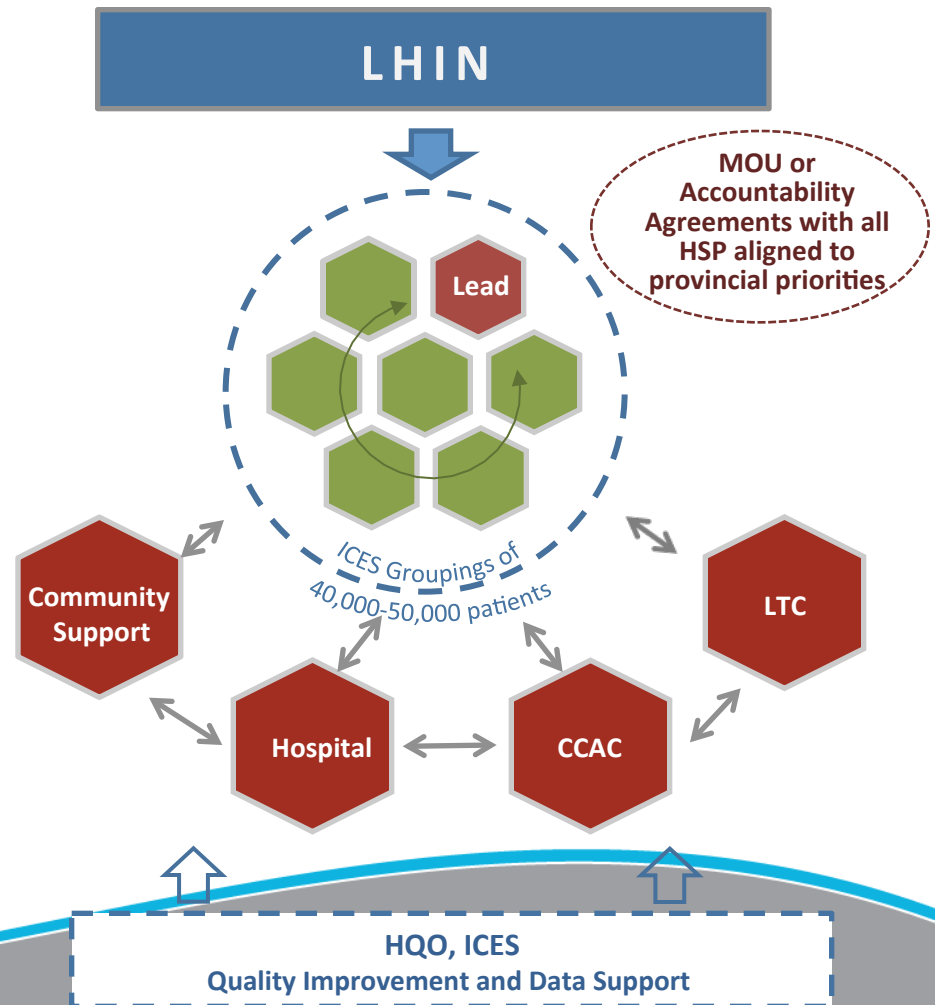 LHIN
MOU or
Accountability
Agreements with all
HSP aligned to
provincial priorities
Lead
ICES Groupings of
40,000-50,000 patients
Community
Support
LTC
Hospital
CCAC
HQO, ICES
Quality Improvement and Data Support